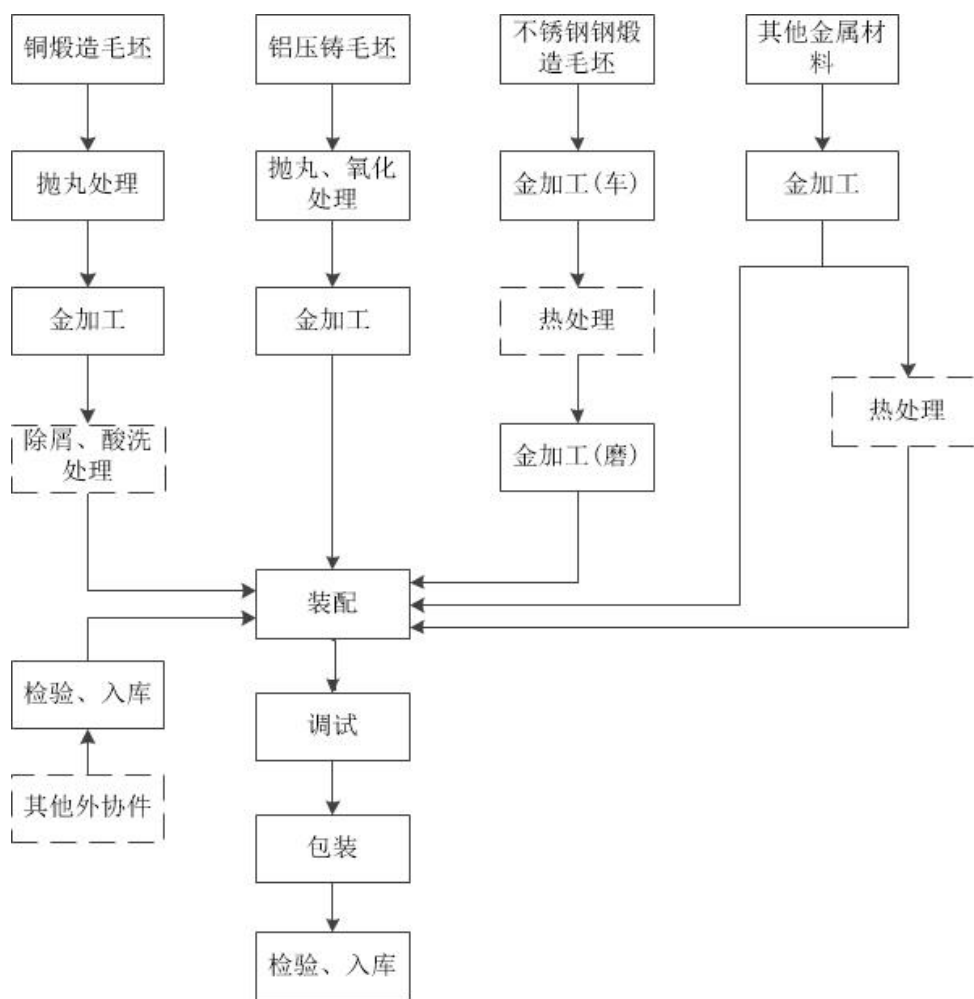 铜煅造毛坯
铝压铸毛坯
不锈钢钢煅
造毛坯
其他金属材
料
抛丸处理
抛丸、氧化
处理
金加工(车)
金加工
金加工
金加工
热处理
热处理
除屑、酸洗
处理
金加工(磨)
装配
检验、入库
调试
其他外协件
包装
检验、入库